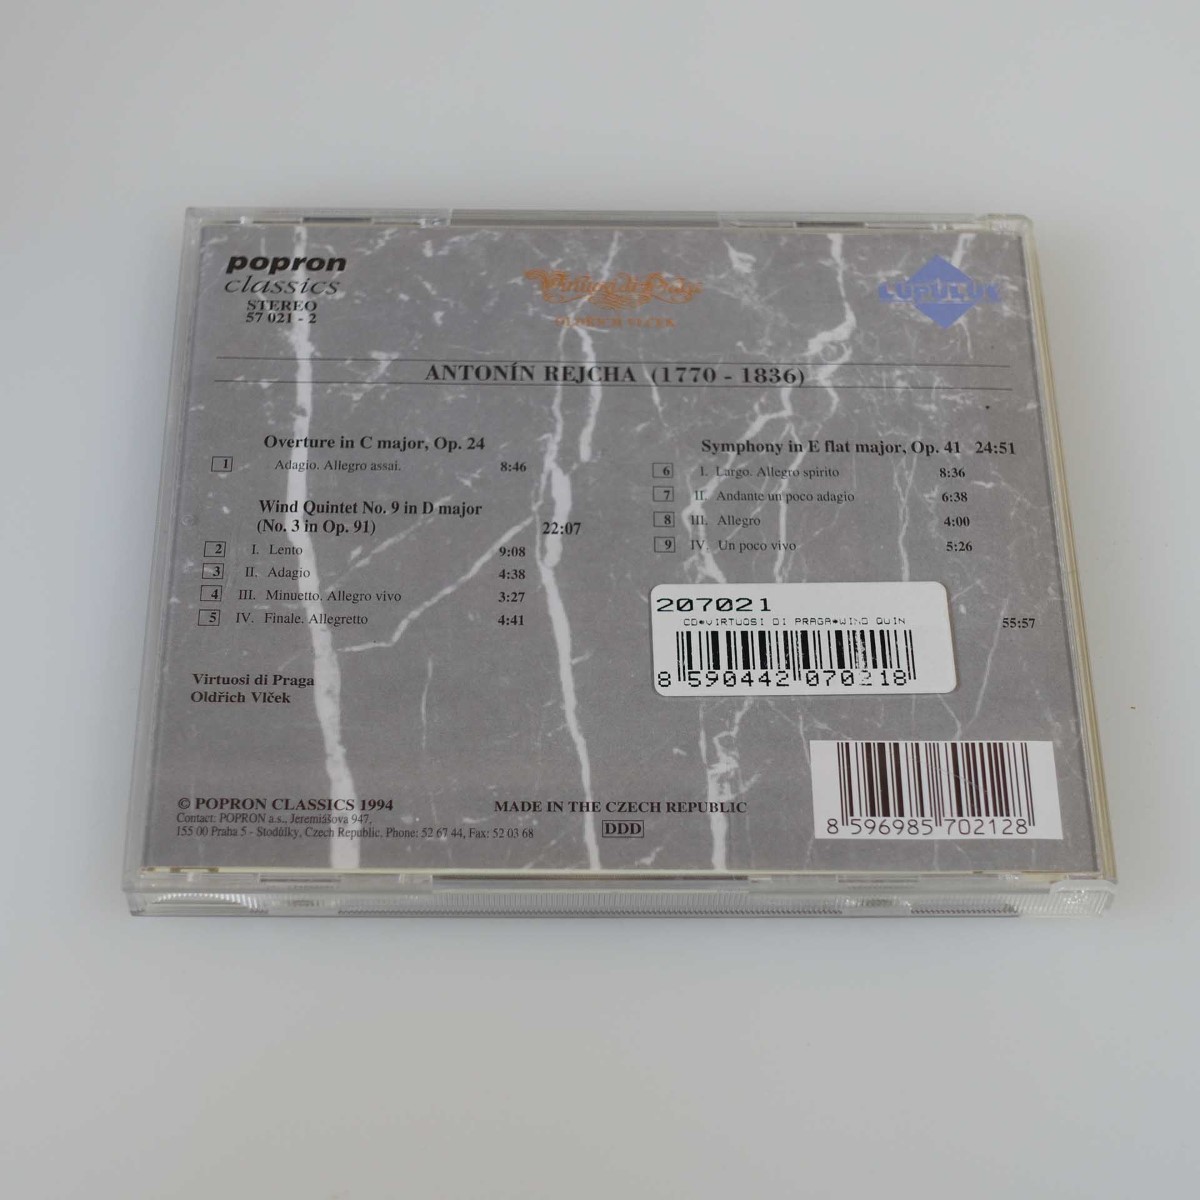 popron
classics
STEREO
57 021 - 2
Virtuosi di Praga
OLDŘICH VLČEK
LUPULUS
ANTONÍN REJCHA (1770 - 1836)
Overture in C major, Op. 24
1 Adagio. Allegro assai. 8:46
Wind Quintet No. 9 in D major
(No. 3 in Op. 91) 22:07
2 I. Lento 9:08
3 II. Adagio 4:38
4 III. Minuetto. Allegro vivo 3:27
5 IV. Finale. Allegretto 4:41
Virtuosi di Praga
Oldřich Vlček
Symphony in E flat major, Op. 41 24:51
6 I. Largo. Allegro spirito 8:36
7 II. Andante un poco adagio 6:38
8 III. Allegro 4:00
9 IV. Un poco vivo 5:26
207021
CD*VIRTUOSI DI PRAGA*WIND QUIN
8 590442 070218
55:57
© POPRON CLASSICS 1994
Contact: POPRON a.s., Jeremiášova 947,
155 00 Praha 5 - Stodůlky, Czech Republic. Phone: 52 67 44, Fax: 52 03 68
MADE IN THE CZECH REPUBLIC
DDD
8 596985 702128